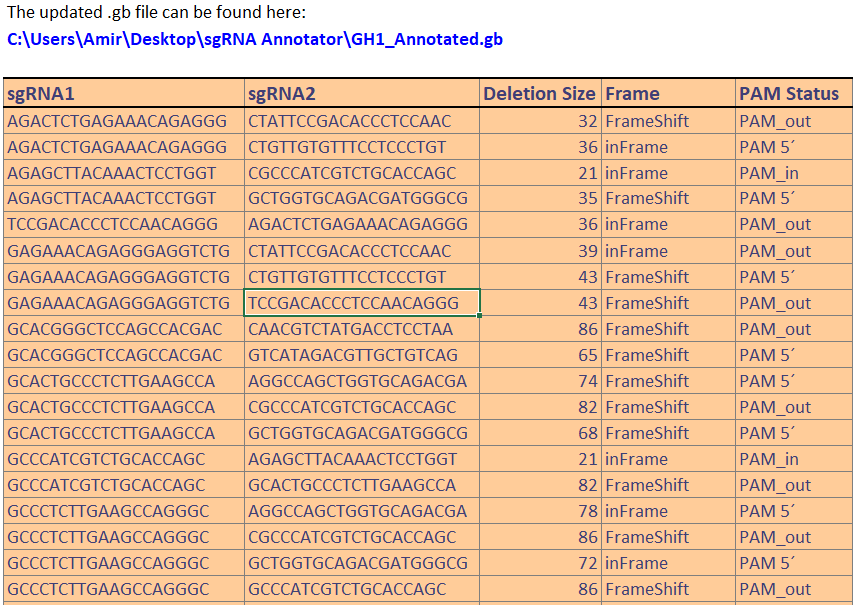 The updated .gb file can be found here:
C:\Users\Amir\Desktop\sgRNA Annotator\GH1_Annotated.gb
sgRNA1 sgRNA2 Deletion Size Frame PAM Status
AGACTCTGAGAAACAGAGGG CTATTCCGACACCCTCCAAC 32 FrameShift PAM_out
AGACTCTGAGAAACAGAGGG CTGTTGTGTTTCCTCCCTGT 36 inFrame PAM 5´
AGAGCTTACAAACTCCTGGT CGCCCATCGTCTGCACCAGC 21 inFrame PAM_in
AGAGCTTACAAACTCCTGGT GCTGGTGCAGACGATGGGCG 35 FrameShift PAM 5´
TCCGACACCCTCCAACAGGG AGACTCTGAGAAACAGAGGG 36 inFrame PAM_out
GAGAAACAGAGGGAGGTCTG CTATTCCGACACCCTCCAAC 39 inFrame PAM_out
GAGAAACAGAGGGAGGTCTG CTGTTGTGTTTCCTCCCTGT 43 FrameShift PAM 5´
GAGAAACAGAGGGAGGTCTG TCCGACACCCTCCAACAGGG 43 FrameShift PAM_out
GCACGGGCTCCAGCCACGAC CAACGTCTATGACCTCCTAA 86 FrameShift PAM_out
GCACGGGCTCCAGCCACGAC GTCATAGACGTTGCTGTCAG 65 FrameShift PAM 5´
GCACTGCCCTCTTGAAGCCA AGGCCAGCTGGTGCAGACGA 74 FrameShift PAM 5´
GCACTGCCCTCTTGAAGCCA CGCCCATCGTCTGCACCAGC 82 FrameShift PAM_out
GCACTGCCCTCTTGAAGCCA GCTGGTGCAGACGATGGGCG 68 FrameShift PAM 5´
GCCCATCGTCTGCACCAGC AGAGCTTACAAACTCCTGGT 21 inFrame PAM_in
GCCCATCGTCTGCACCAGC GCACTGCCCTCTTGAAGCCA 82 FrameShift PAM_out
GCCCTCTTGAAGCCAGGGC AGGCCAGCTGGTGCAGACGA 78 inFrame PAM 5´
GCCCTCTTGAAGCCAGGGC CGCCCATCGTCTGCACCAGC 86 FrameShift PAM_out
GCCCTCTTGAAGCCAGGGC GCTGGTGCAGACGATGGGCG 72 inFrame PAM 5´
GCCCTCTTGAAGCCAGGGC GCCCATCGTCTGCACCAGC 86 FrameShift PAM_out